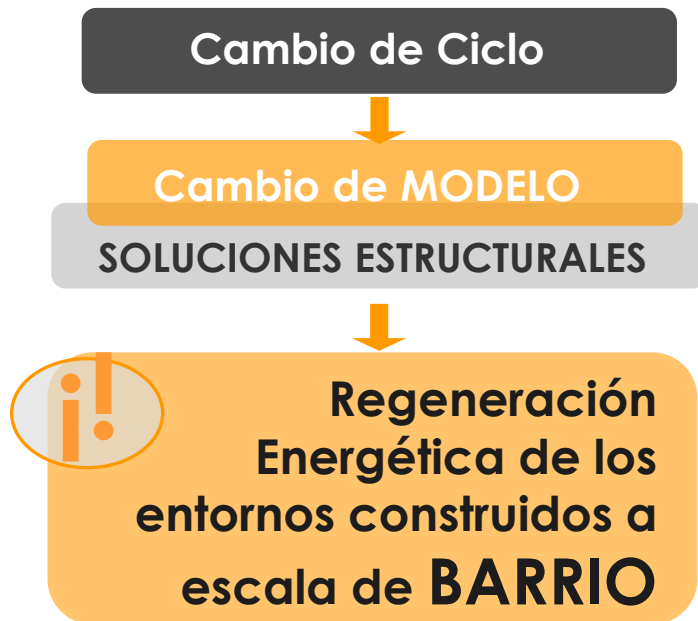 Cambio de Ciclo
Cambio de MODELO
SOLUCIONES ESTRUCTURALES
¡!
Regeneración
Energética de los
entornos construidos a
escala de BARRIO